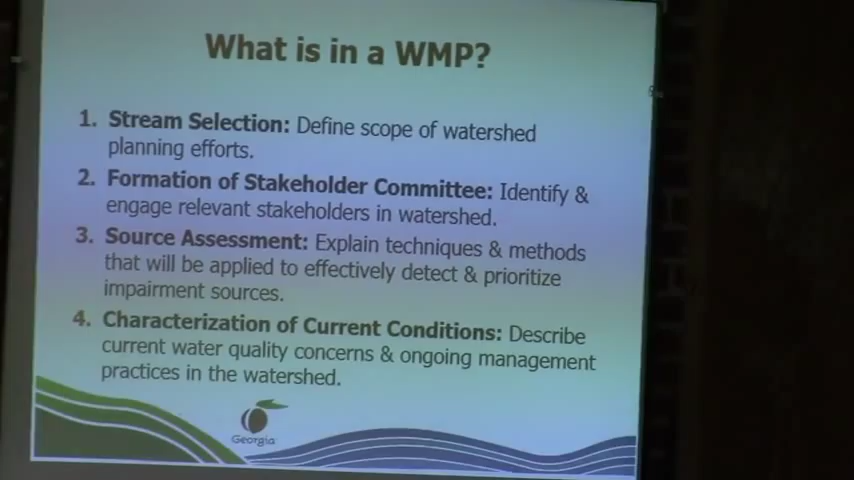 What is in a WMP?
1. Stream Selection: Define scope of watershed
planning efforts.
2. Formation of Stakeholder Committee: Identify &
engage relevant stakeholders in watershed.
3. Source Assessment: Explain techniques & methods
that will be applied to effectively detect & prioritize
impairment sources.
4. Characterization of Current Conditions: Describe
current water quality concerns & ongoing management
practices in the watershed.
Georgia